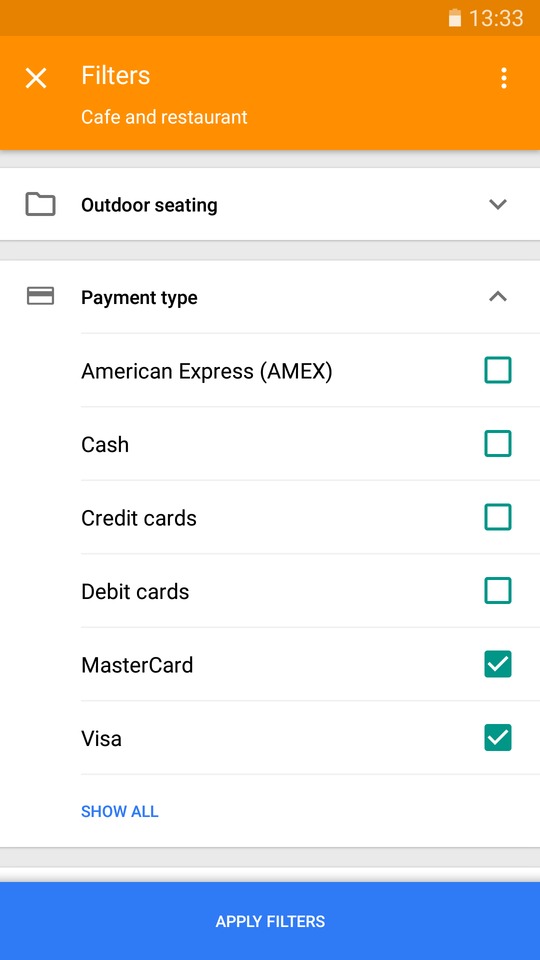 13:33
Filters
Cafe and restaurant
Outdoor seating
Payment type
American Express (AMEX)
Cash
Credit cards
Debit cards
MasterCard
Visa
SHOW ALL
APPLY FILTERS